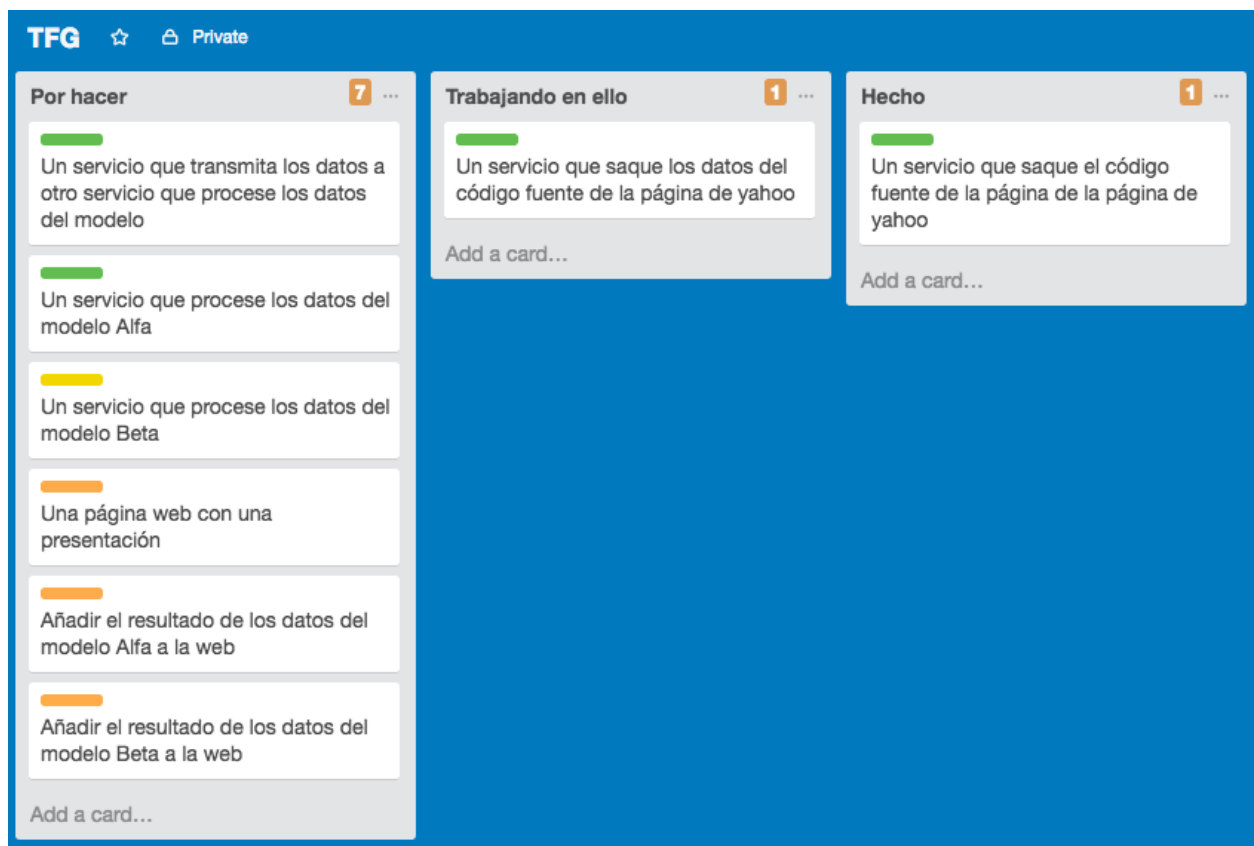 TFG Private
Por hacer 7 ...
Un servicio que transmita los datos a
otro servicio que procese los datos
del modelo
Un servicio que procese los datos del
modelo Alfa
Un servicio que procese los datos del
modelo Beta
Una página web con una
presentación
Añadir el resultado de los datos del
modelo Alfa a la web
Añadir el resultado de los datos del
modelo Beta a la web
Add a card...
Trabajando en ello 1 ...
Un servicio que saque los datos del
código fuente de la página de yahoo
Add a card...
Hecho 1 ...
Un servicio que saque el código
fuente de la página de la página de
yahoo
Add a card...